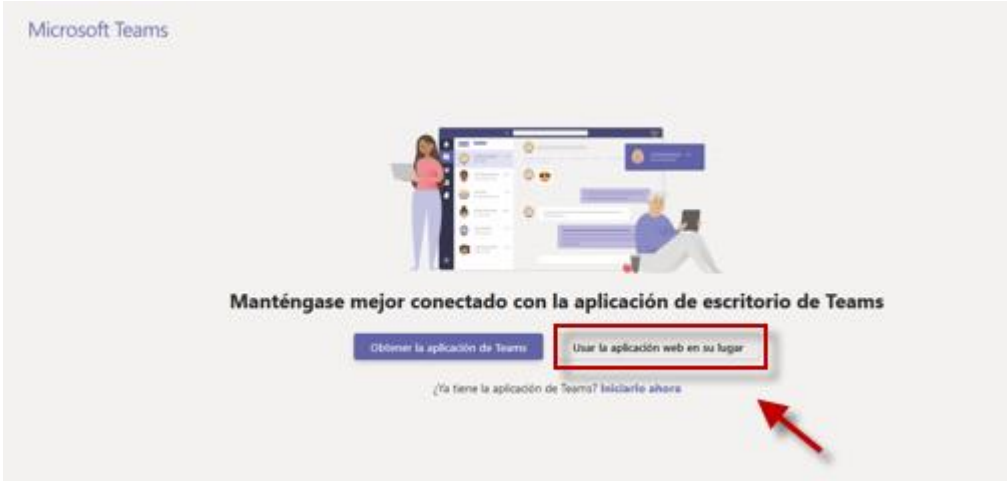 Microsoft Teams
Manténgase mejor conectado con la aplicación de escritorio de Teams
Obtener la aplicación de Teams
Usar la aplicación web en su lugar
¿Ya tiene la aplicación de Teams? Iniciarlo ahora